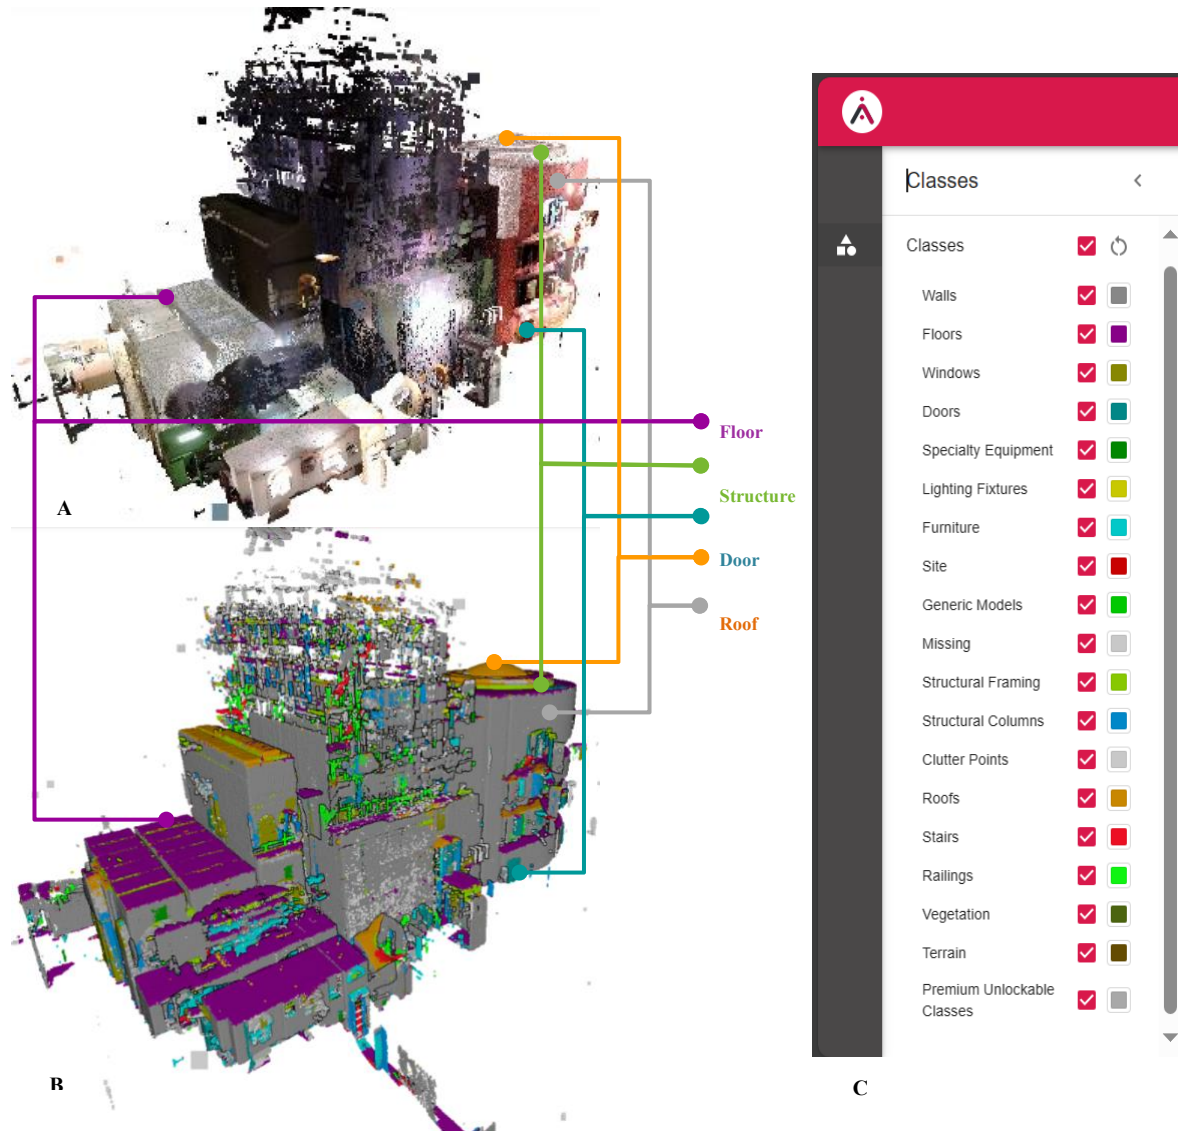 A
Floor
Structure
Door
Roof
B
Classes
Classes
Walls
Floors
Windows
Doors
Specialty Equipment
Lighting Fixtures
Furniture
Site
Generic Models
Missing
Structural Framing
Structural Columns
Clutter Points
Roofs
Stairs
Railings
Vegetation
Terrain
Premium Unlockable
Classes
C